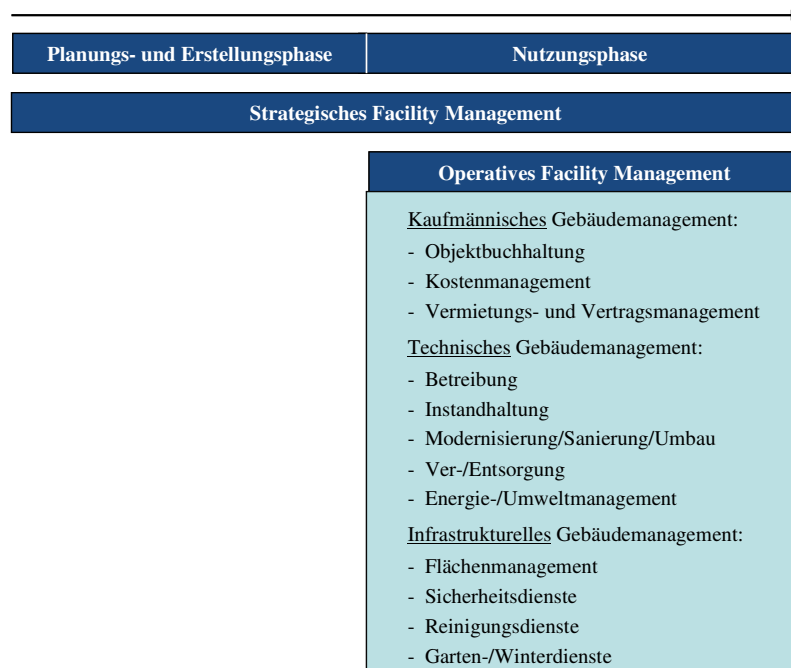 Planungs- und Erstellungsphase
Nutzungsphase
Strategisches Facility Management
Operatives Facility Management
Kaufmännisches Gebäudemanagement:
- Objektbuchhaltung
- Kostenmanagement
- Vermietungs- und Vertragsmanagement
Technisches Gebäudemanagement:
- Betreibung
- Instandhaltung
- Modernisierung/Sanierung/Umbau
- Ver-/Entsorgung
- Energie-/Umweltmanagement
Infrastrukturelles Gebäudemanagement:
- Flächenmanagement
- Sicherheitsdienste
- Reinigungsdienste
- Garten-/Winterdienste